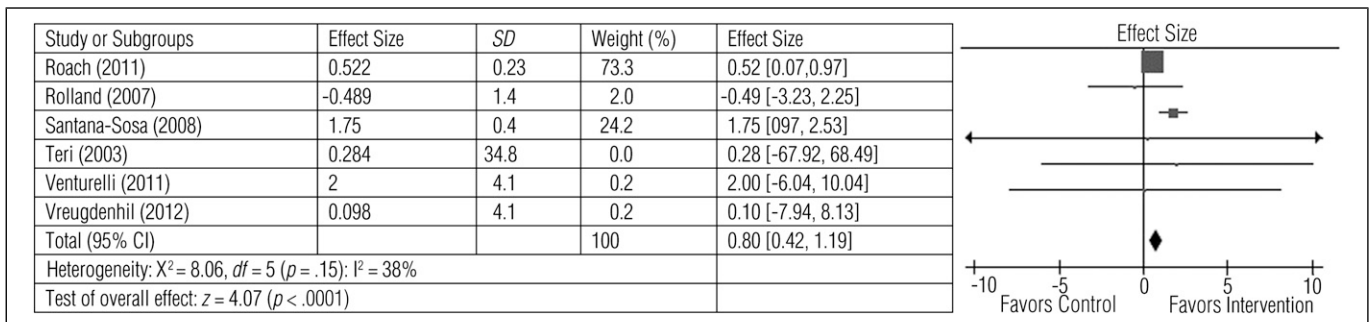 Study or Subgroups Effect Size SD Weight (%) Effect Size
Effect Size
Roach (2011) 0.522 0.23 73.3 0.52 [0.07,0.97]
Rolland (2007) -0.489 1.4 2.0 -0.49 [-3.23, 2.25]
Santana-Sosa (2008) 1.75 0.4 24.2 1.75 [097, 2.53]
Teri (2003) 0.284 34.8 0.0 0.28 [-67.92, 68.49]
Venturelli (2011) 2 4.1 0.2 2.00 [-6.04, 10.04]
Vreugdenhil (2012) 0.098 4.1 0.2 0.10 [-7.94, 8.13]
Total (95% CI) 100 0.80 [0.42, 1.19]
Heterogeneity: X² = 8.06, df = 5 (p = .15): I² = 38%
Test of overall effect: z = 4.07 (p < .0001)
-10 -5 0 5 10
Favors Control Favors Intervention